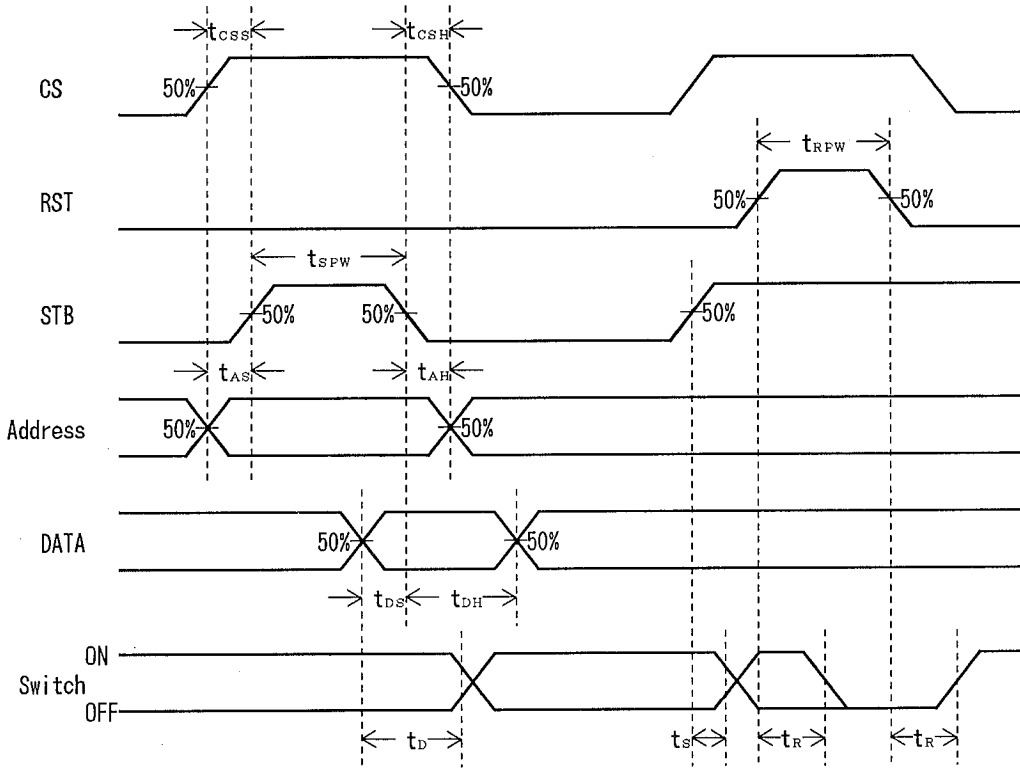 tCSS tCSH
CS 50% 50%
tRPW
RST 50% 50%
tSPW
STB 50% 50% 50%
tAS tAH
Address 50% 50%
DATA 50% 50%
tDS tDH
ON
Switch
OFF
tD tS tR tR